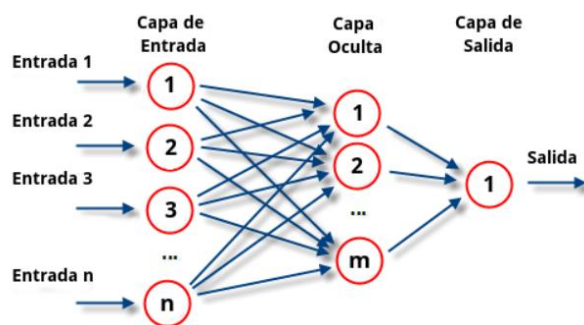 Capa de
Entrada
Capa
Oculta
Capa de
Salida
Entrada 1
Entrada 2
Entrada 3
...
Entrada n
1
2
3
...
n
1
2
...
m
1
Salida